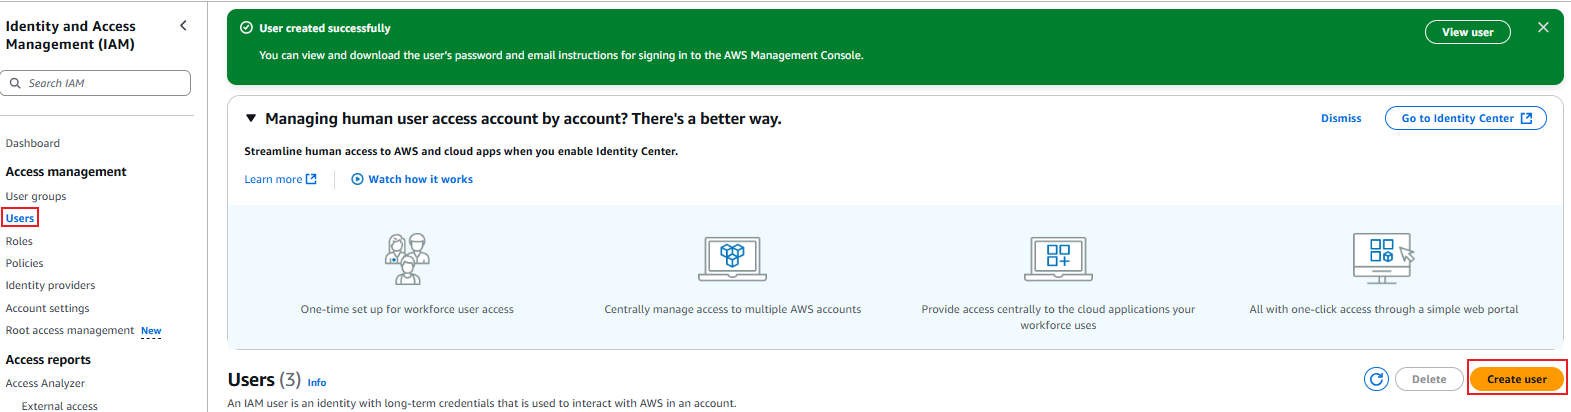 Identity and Access
Management (IAM)
Search IAM
Dashboard
Access management
User groups
Users
Roles
Policies
Identity providers
Account settings
Root access management New
Access reports
Access Analyzer
External access
User created successfully
You can view and download the user's password and email instructions for signing in to the AWS Management Console.
View user
Managing human user access account by account? There's a better way.
Dismiss
Go to Identity Center
Streamline human access to AWS and cloud apps when you enable Identity Center.
Learn more
Watch how it works
One-time set up for workforce user access
Centrally manage access to multiple AWS accounts
Provide access centrally to the cloud applications your
workforce uses
All with one-click access through a simple web portal
Users (3) Info
Delete
Create user
An IAM user is an identity with long-term credentials that is used to interact with AWS in an account.